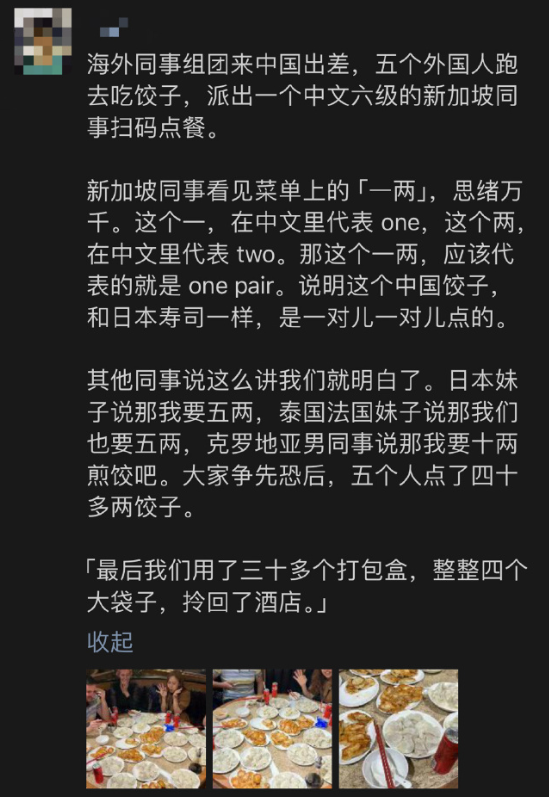 海外同事组团来中国出差，五个外国人跑
去吃饺子，派出一个中文六级的新加坡同
事扫码点餐。
新加坡同事看见菜单上的「一两」，思绪万
千。这个一，在中文里代表 one，这个两，
在中文里代表 two。那这个一两，应该代
表的就是 one pair。说明这个中国饺子，
和日本寿司一样，是一对儿一对儿点的。
其他同事说这么讲我们就明白了。日本妹
子说那我要五两，泰国法国妹子说那我们
也要五两，克罗地亚男同事说那我要十两
煎饺吧。大家争先恐后，五个人点了四十
多两饺子。
「最后我们用了三十多个打包盒，整整四个
大袋子，拎回了酒店。」
收起